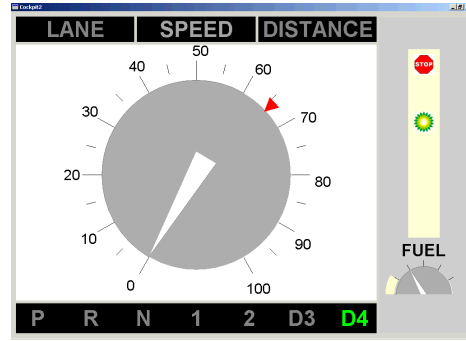 Cockpit2
LANE SPEED DISTANCE
50
40 60
30 70
20 80
10 90
0 100
STOP
FUEL
P R N 1 2 D3 D4